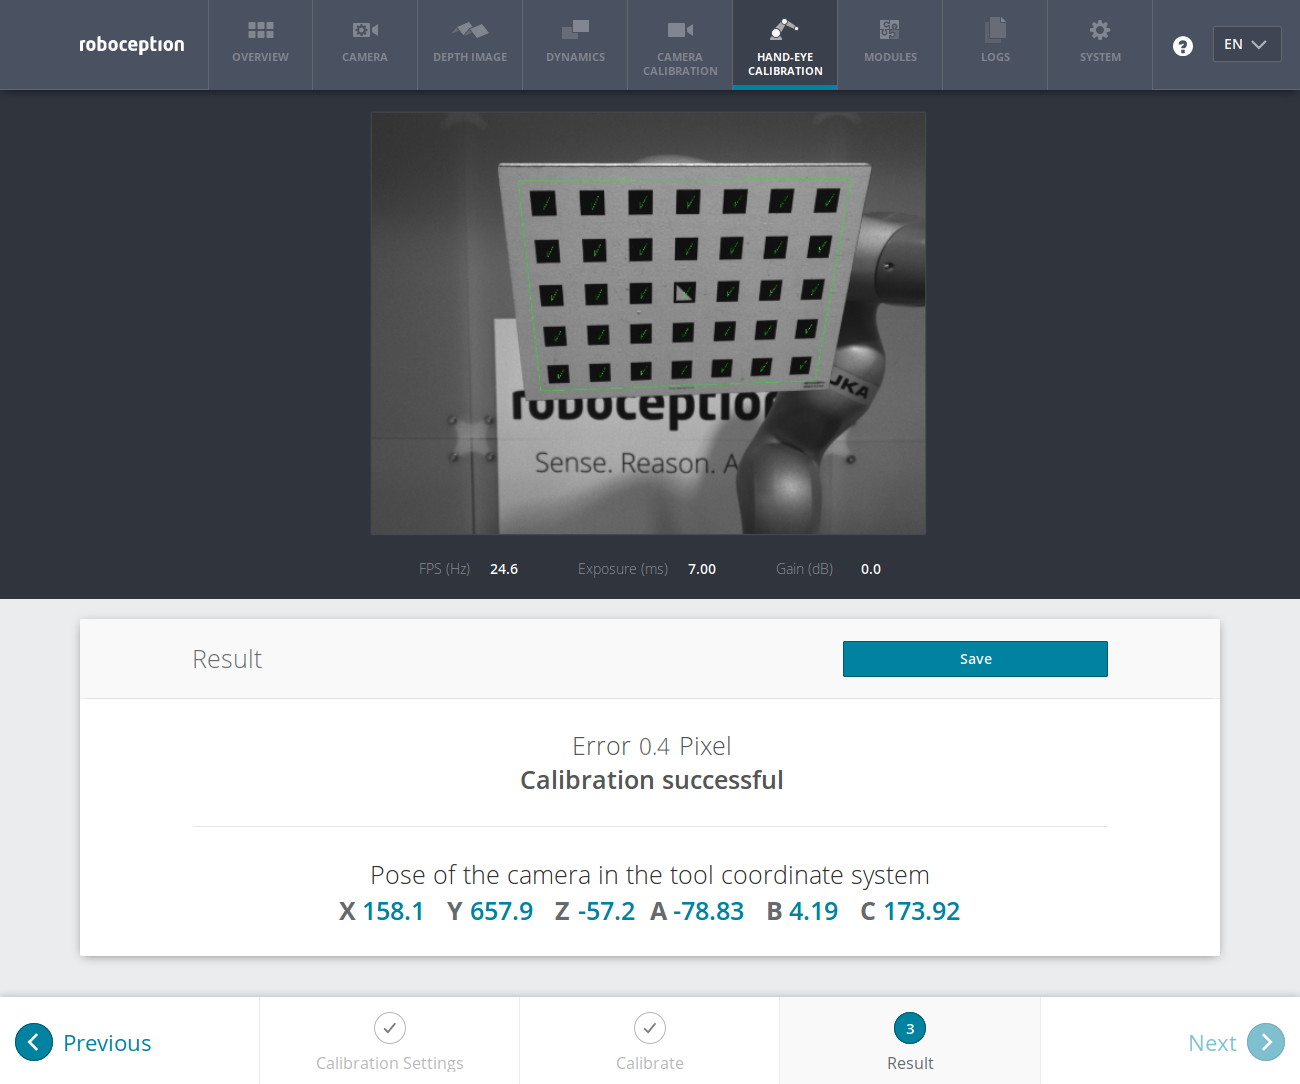 roboception
OVERVIEW
CAMERA
DEPTH IMAGE
DYNAMICS
CAMERA
CALIBRATION
HAND-EYE
CALIBRATION
MODULES
LOGS
SYSTEM
?
EN
KA
roboception
Sense. Reason. A
FPS (Hz) 24.6 Exposure (ms) 7.00 Gain (dB) 0.0
Result
Save
Error 0.4 Pixel
Calibration successful
Pose of the camera in the tool coordinate system
X 158.1 Y 657.9 Z -57.2 A -78.83 B 4.19 C 173.92
Previous
Calibration Settings
Calibrate
3
Result
Next